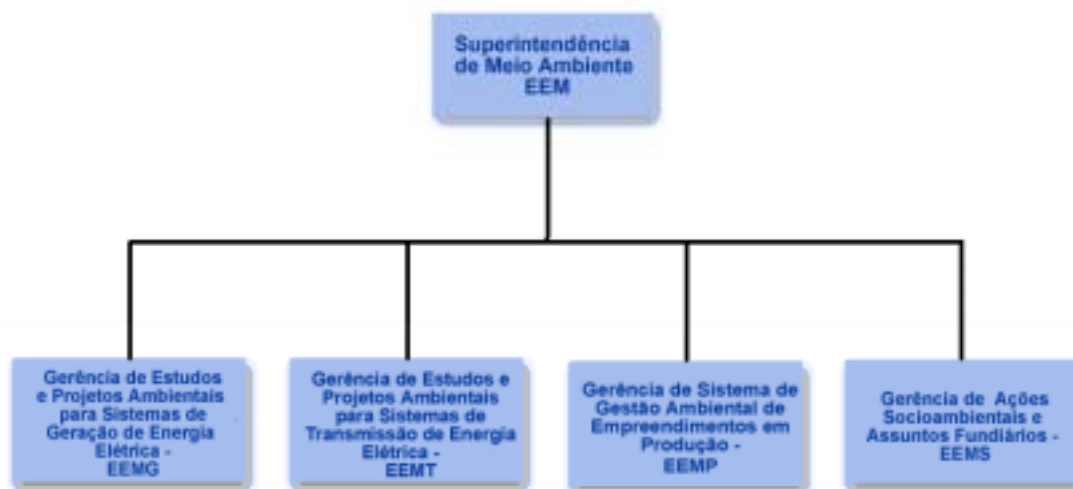 Superintendência
de Meio Ambiente
EEM
Gerência de Estudos
e Projetos Ambientais
para Sistemas de
Geração de Energia
Elétrica -
EEMG
Gerência de Estudos e
Projetos Ambientais
para Sistemas de
Transmissão de Energia
Elétrica -
EEMT
Gerência de Sistema de
Gestão Ambiental de
Empreendimentos em
Produção -
EEMP
Gerência de Ações
Socioambientais e
Assuntos Fundiários -
EEMS